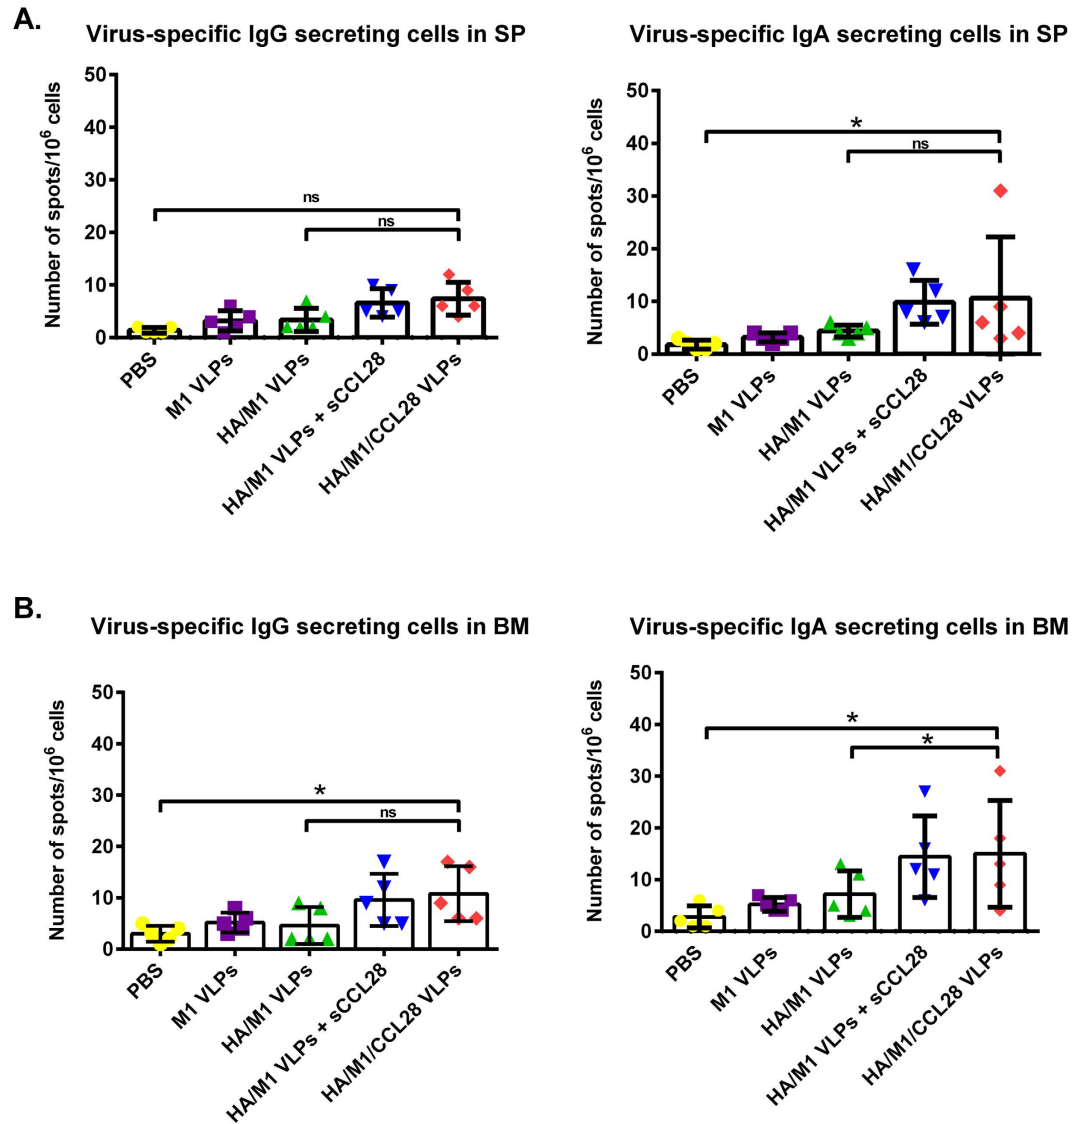 A.
Virus-specific IgG secreting cells in SP
Number of spots/10⁶ cells
50
40
30
20
10
0
ns
ns
PBS
M1 VLPs
HA/M1 VLPs
HA/M1 VLPs + sCCL28
HA/M1/CCL28 VLPs
Virus-specific IgA secreting cells in SP
Number of spots/10⁶ cells
50
40
30
20
10
0
*
ns
PBS
M1 VLPs
HA/M1 VLPs
HA/M1 VLPs + sCCL28
HA/M1/CCL28 VLPs
B.
Virus-specific IgG secreting cells in BM
Number of spots/10⁶ cells
50
40
30
20
10
0
*
ns
PBS
M1 VLPs
HA/M1 VLPs
HA/M1 VLPs + sCCL28
HA/M1/CCL28 VLPs
Virus-specific IgA secreting cells in BM
Number of spots/10⁶ cells
50
40
30
20
10
0
*
*
PBS
M1 VLPs
HA/M1 VLPs
HA/M1 VLPs + sCCL28
HA/M1/CCL28 VLPs